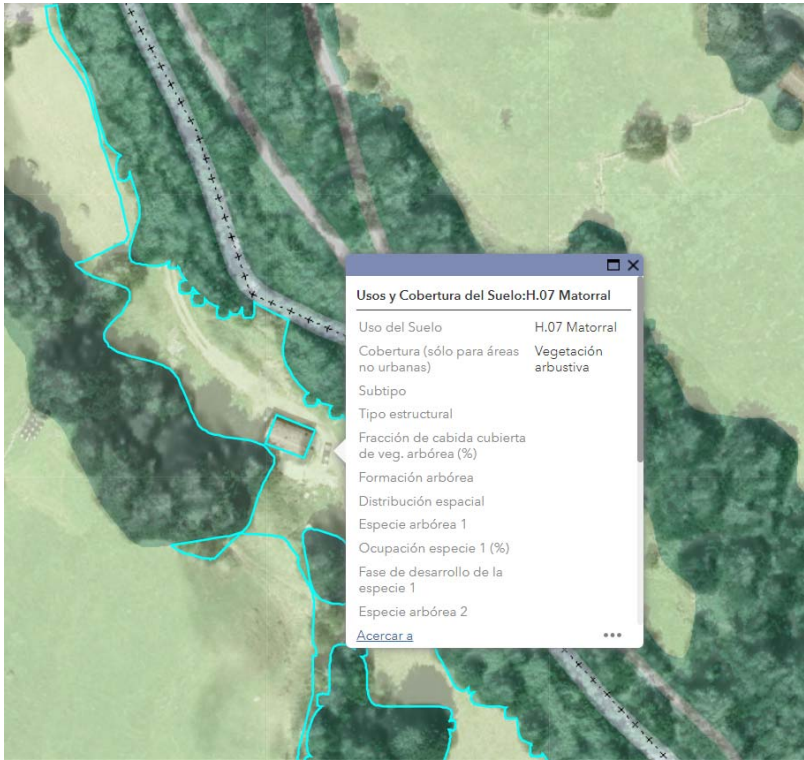 Usos y Cobertura del Suelo:H.07 Matorral
Uso del Suelo H.07 Matorral
Cobertura (sólo para áreas no urbanas) Vegetación arbustiva
Subtipo
Tipo estructural
Fracción de cabida cubierta
de veg. arbórea (%)
Formación arbórea
Distribución espacial
Especie arbórea 1
Ocupación especie 1 (%)
Fase de desarrollo de la
especie 1
Especie arbórea 2
Acercar a